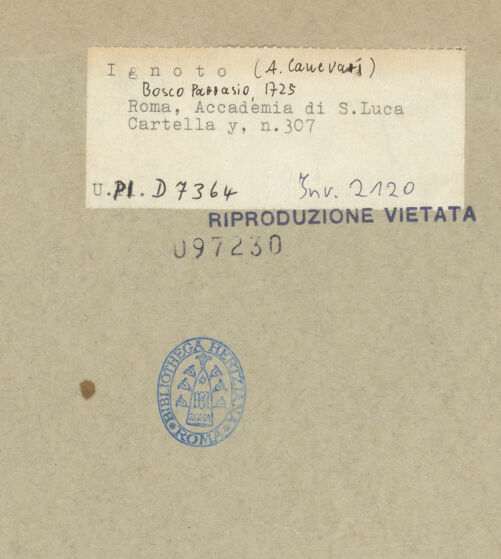 Ignoto (A. Canevari)
Bosco Parrasio, 1725
Roma, Accademia di S.Luca
Cartella y, n.307
U.Pl. D 7364 Inv. 2120
RIPRODUZIONE VIETATA
097230
BIBLIOTHECA HERTZIANA
ROMA